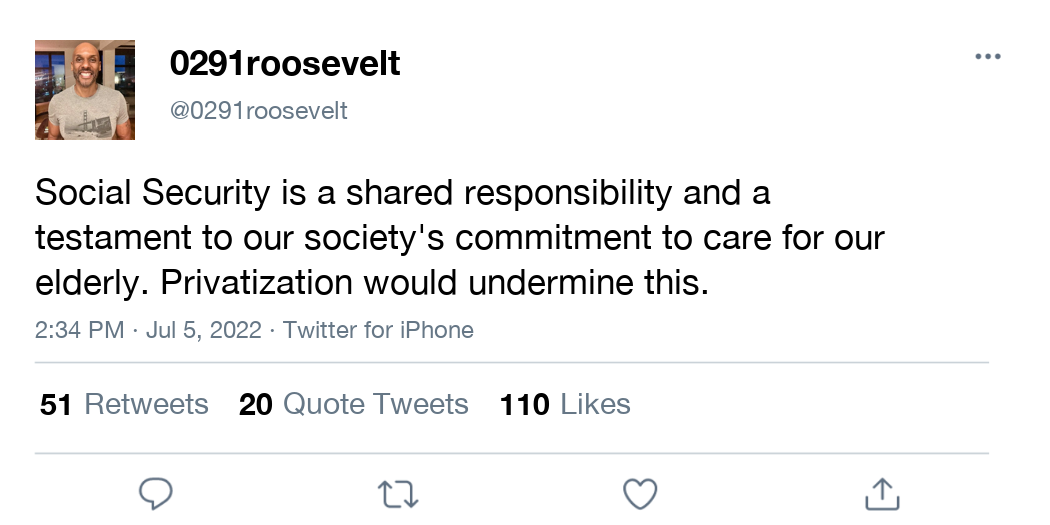 0291roosevelt
@0291roosevelt
Social Security is a shared responsibility and a
testament to our society's commitment to care for our
elderly. Privatization would undermine this.
2:34 PM · Jul 5, 2022 · Twitter for iPhone
51 Retweets 20 Quote Tweets 110 Likes